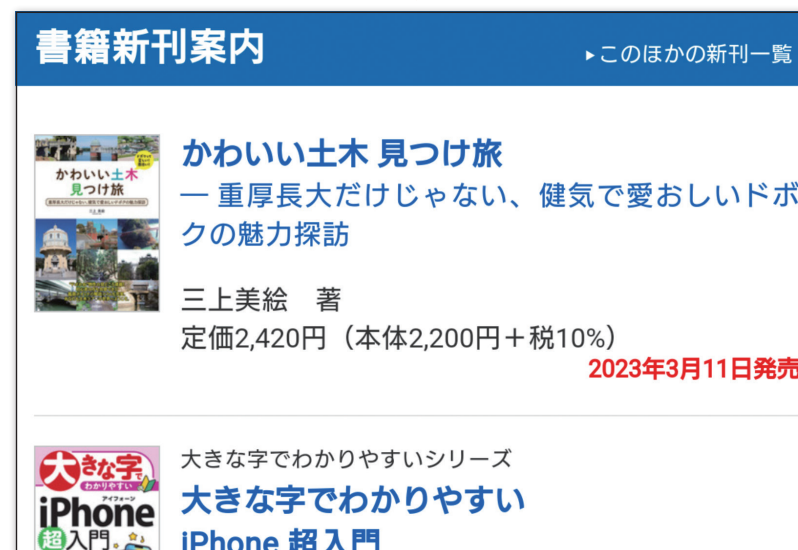 書籍新刊案内
▸このほかの新刊一覧
かわいい土木
見つけ旅
三上美絵
かわいい土木 見つけ旅
― 重厚長大だけじゃない、健気で愛おしいドボ
クの魅力探訪
三上美絵　著
定価2,420円（本体2,200円＋税10%）
2023年3月11日発売
大きな字で
わかりやすい
アイフォーン
iPhone
超入門
大きな字でわかりやすいシリーズ
大きな字でわかりやすい
iPhone 超入門